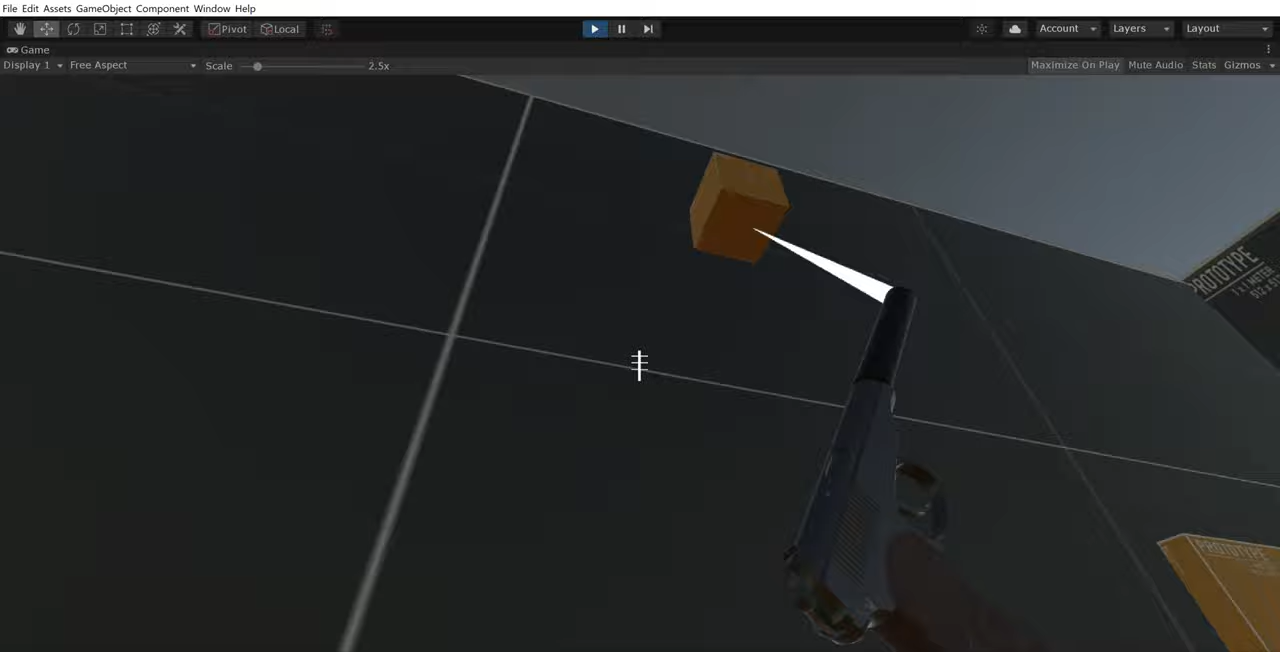 File Edit Assets GameObject Component Window Help
Pivot Local Account Layers Layout
Game
Display 1 Free Aspect Scale 2.5x Maximize On Play Mute Audio Stats Gizmos
PROTOTYPE
1 x 1 METER
PROTOTYPE